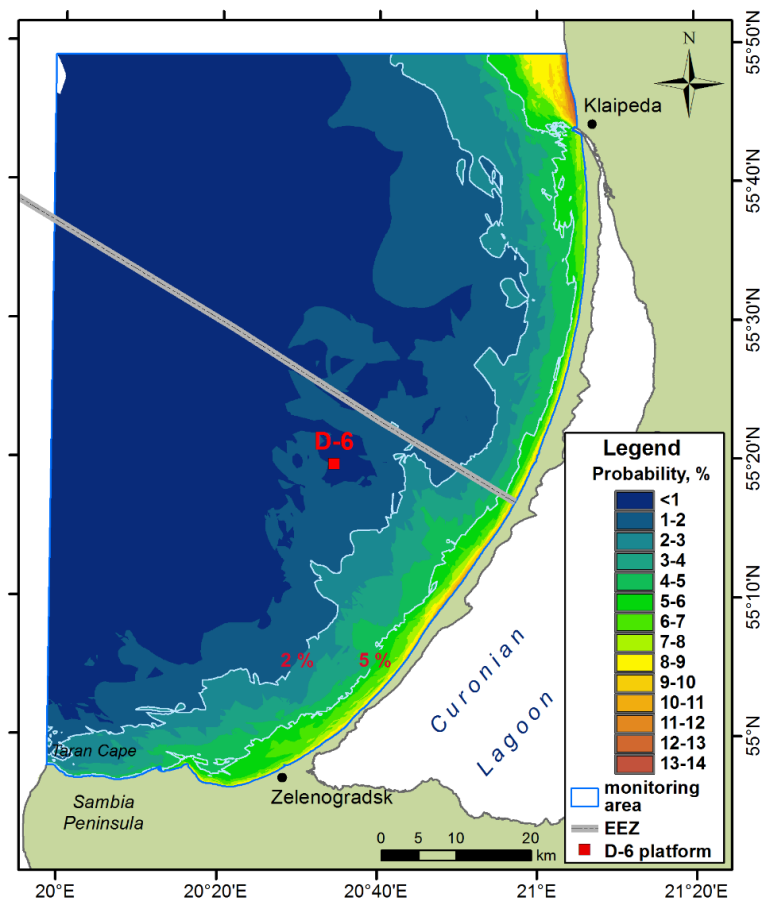 N
Klaipeda
55°50'N
55°40'N
55°30'N
55°20'N
55°10'N
55°N
D-6
2 %
5 %
Curonian
Lagoon
Taran Cape
Sambia
Peninsula
Zelenogradsk
0 5 10 20
km
Legend
Probability, %
<1
1-2
2-3
3-4
4-5
5-6
6-7
7-8
8-9
9-10
10-11
11-12
12-13
13-14
monitoring
area
EEZ
D-6 platform
20°E
20°20'E
20°40'E
21°E
21°20'E